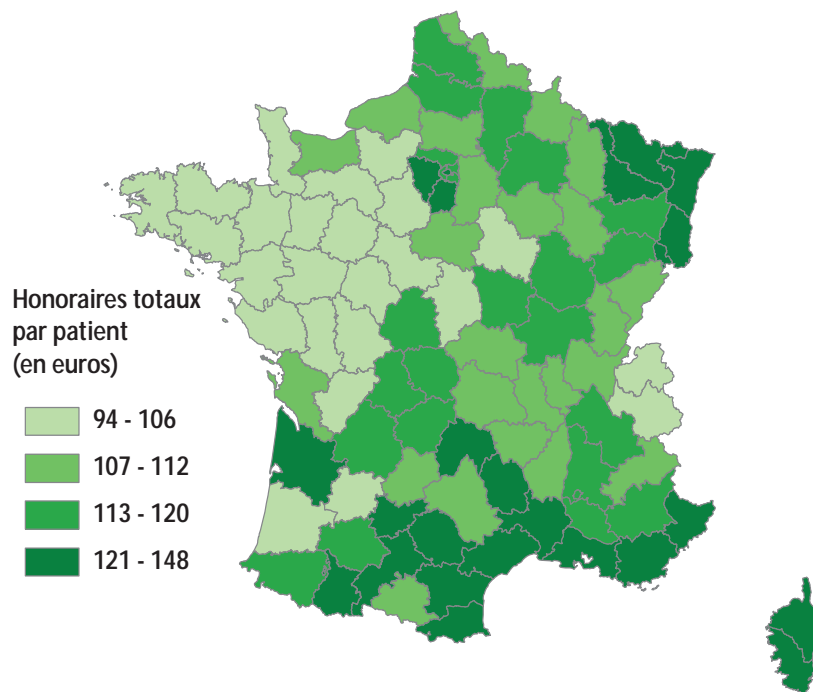 Honoraires totaux
par patient
(en euros)
94 - 106
107 - 112
113 - 120
121 - 148